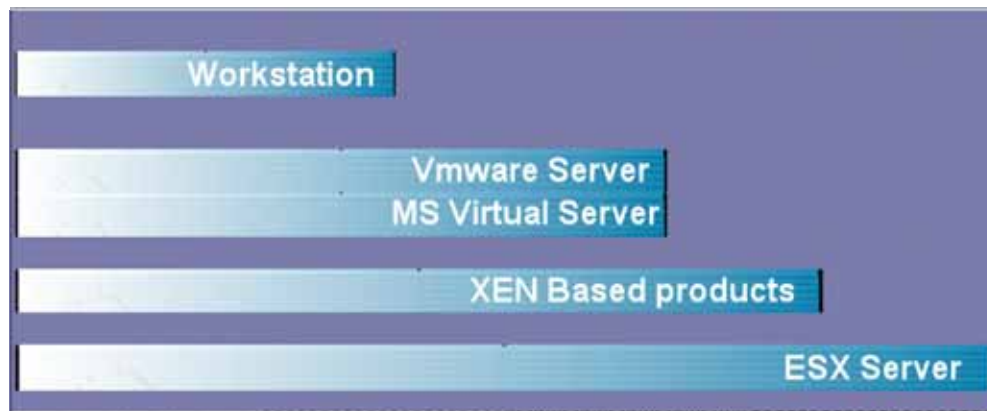 Workstation
Vmware Server
MS Virtual Server
XEN Based products
ESX Server